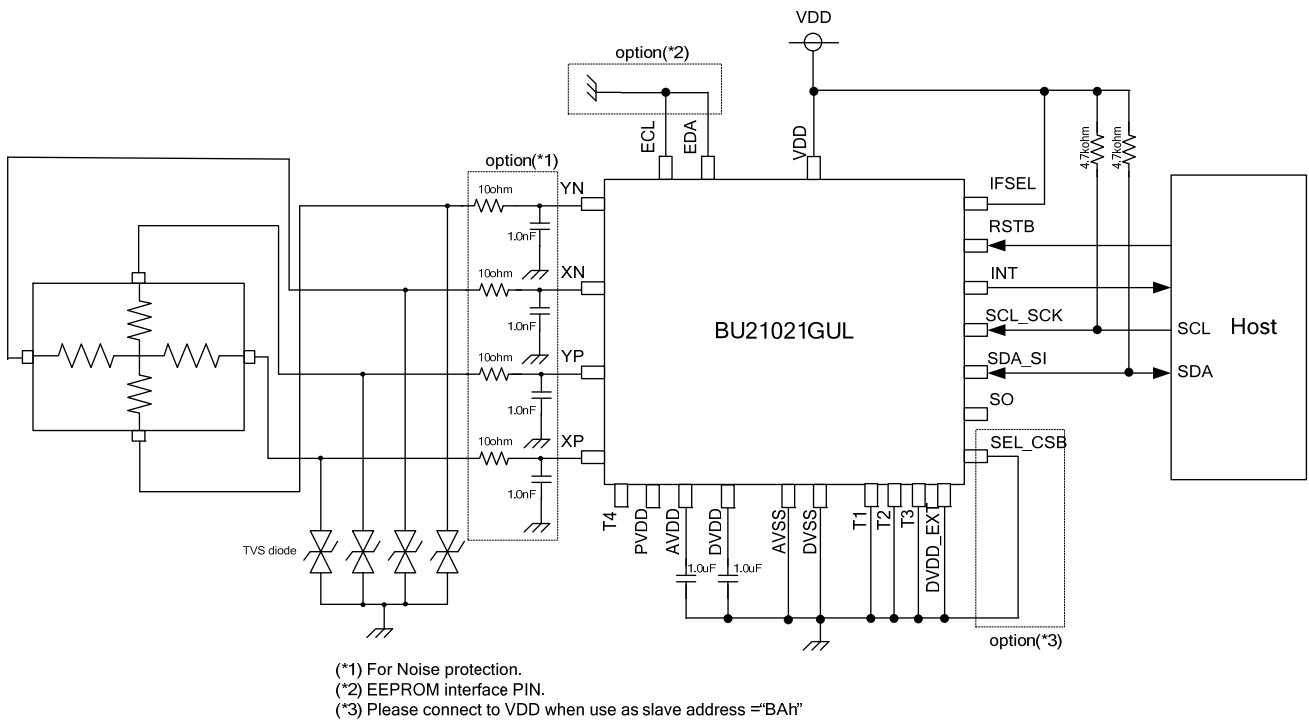 VDD
option(*2)
ECL
EDA
VDD
4.7kohm
4.7kohm
option(*1)
10ohm
YN
1.0nF
10ohm
XN
1.0nF
10ohm
YP
1.0nF
10ohm
XP
1.0nF
BU21021GUL
IFSEL
RSTB
INT
SCL_SCK
SDA_SI
SO
SEL_CSB
SCL
SDA
Host
T4
PVDD
AVDD
DVDD
AVSS
DVSS
T1
T2
T3
DVDD_EXT
TVS diode
1.0uF
1.0uF
option(*3)
(*1) For Noise protection.
(*2) EEPROM interface PIN.
(*3) Please connect to VDD when use as slave address =“BAh”